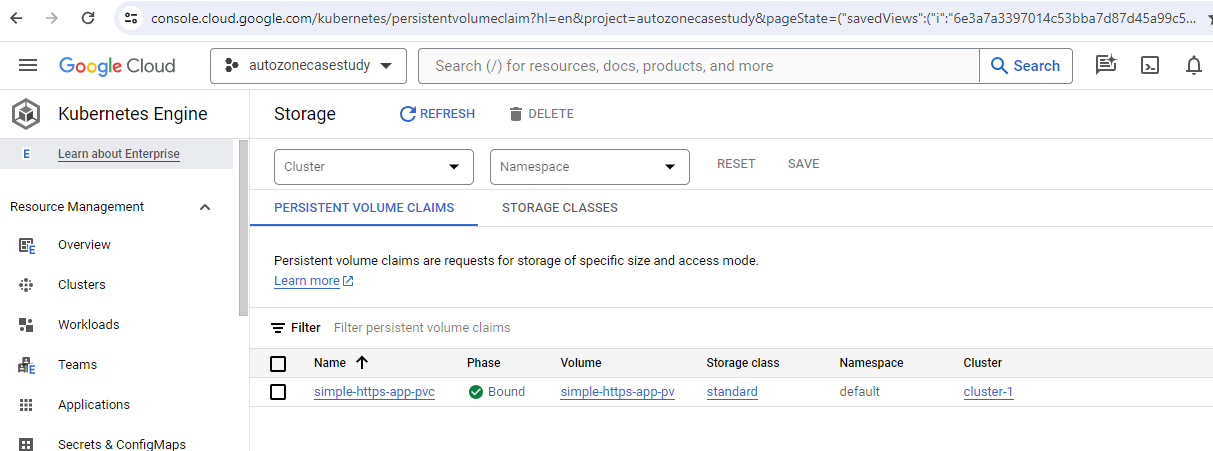 console.cloud.google.com/kubernetes/persistentvolumeclaim?hl=en&project=autozonecasestudy&pageState=("savedViews":("i":"6e3a7a3397014c53bba7d87d45a99c5...
Google Cloud
autozonecasestudy
Search (/) for resources, docs, products, and more
Search
Kubernetes Engine
Storage
REFRESH
DELETE
E
Learn about Enterprise
Cluster
Namespace
RESET
SAVE
Resource Management
PERSISTENT VOLUME CLAIMS
STORAGE CLASSES
E
Overview
Clusters
Workloads
E
Teams
Applications
Secrets & ConfigMaps
Persistent volume claims are requests for storage of specific size and access mode.
Learn more
Filter Filter persistent volume claims
Name Phase Volume Storage class Namespace Cluster
simple-https-app-pvc Bound simple-https-app-pv standard default cluster-1